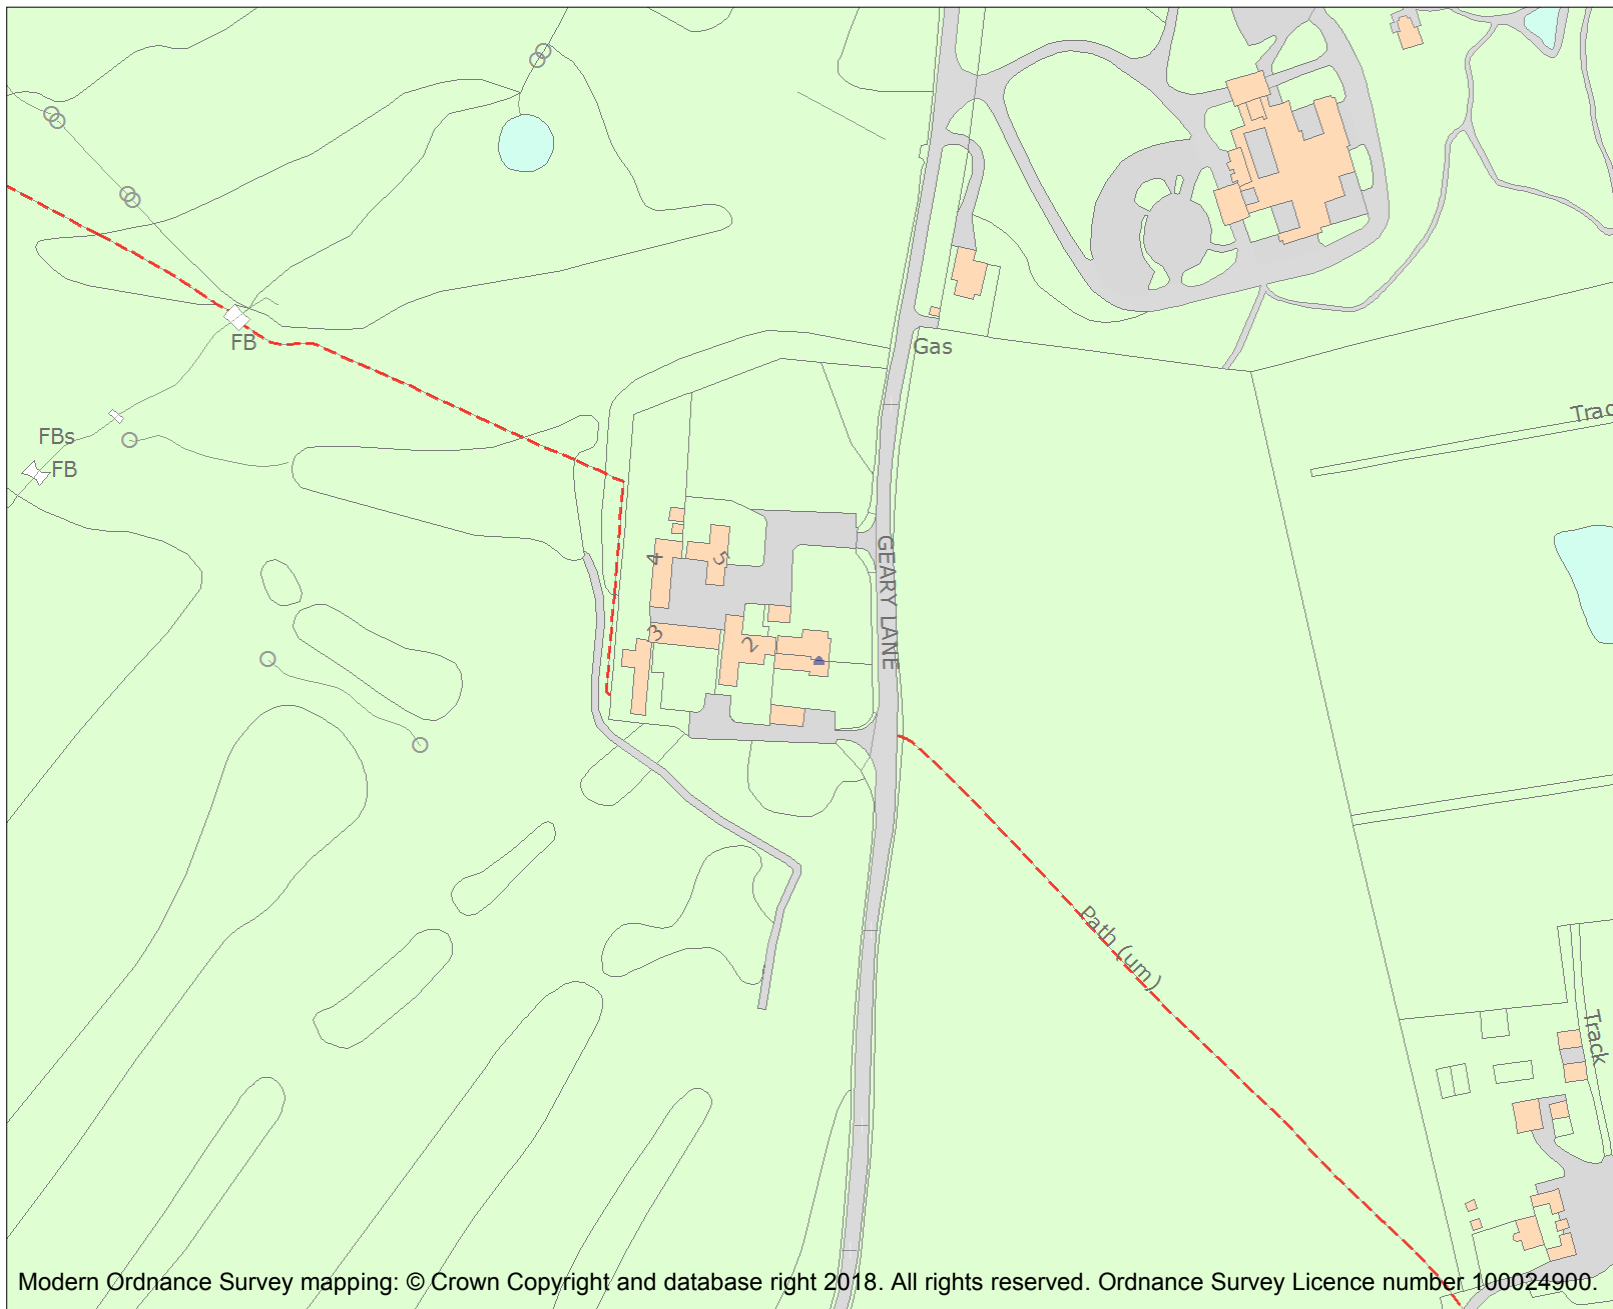 FB
Gas
Trac
FBs
FB
4
5
GEARY LANE
3
2
Path (um)
Track
Modern Ordnance Survey mapping: © Crown Copyright and database right 2018. All rights reserved. Ordnance Survey Licence number 100024900.